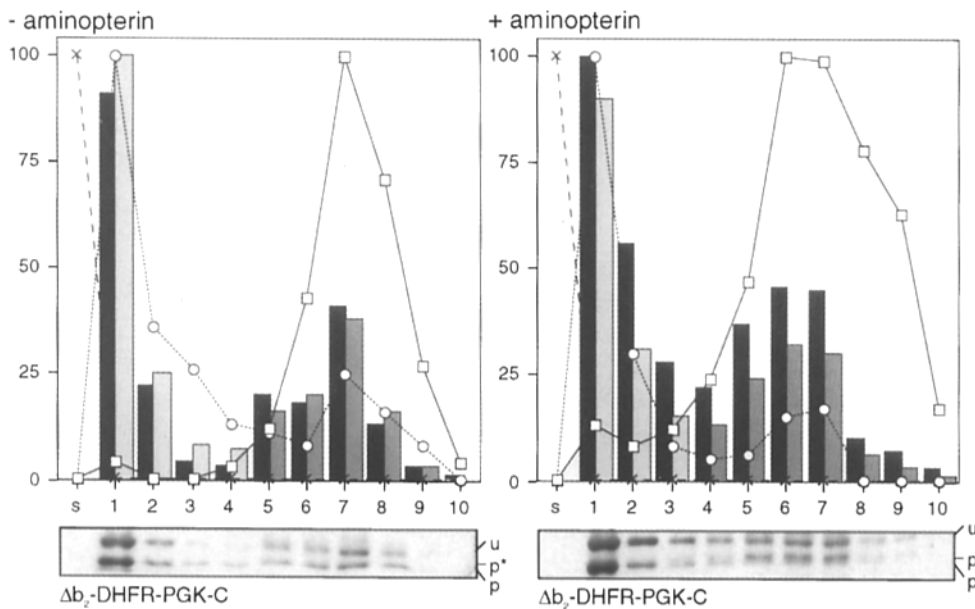 - aminopterin
+ aminopterin
100
75
50
25
0
s 1 2 3 4 5 6 7 8 9 10
100
75
50
25
0
s 1 2 3 4 5 6 7 8 9 10
u
p*
p
u
p
p
Δb₂-DHFR-PGK-C
Δb₂-DHFR-PGK-C